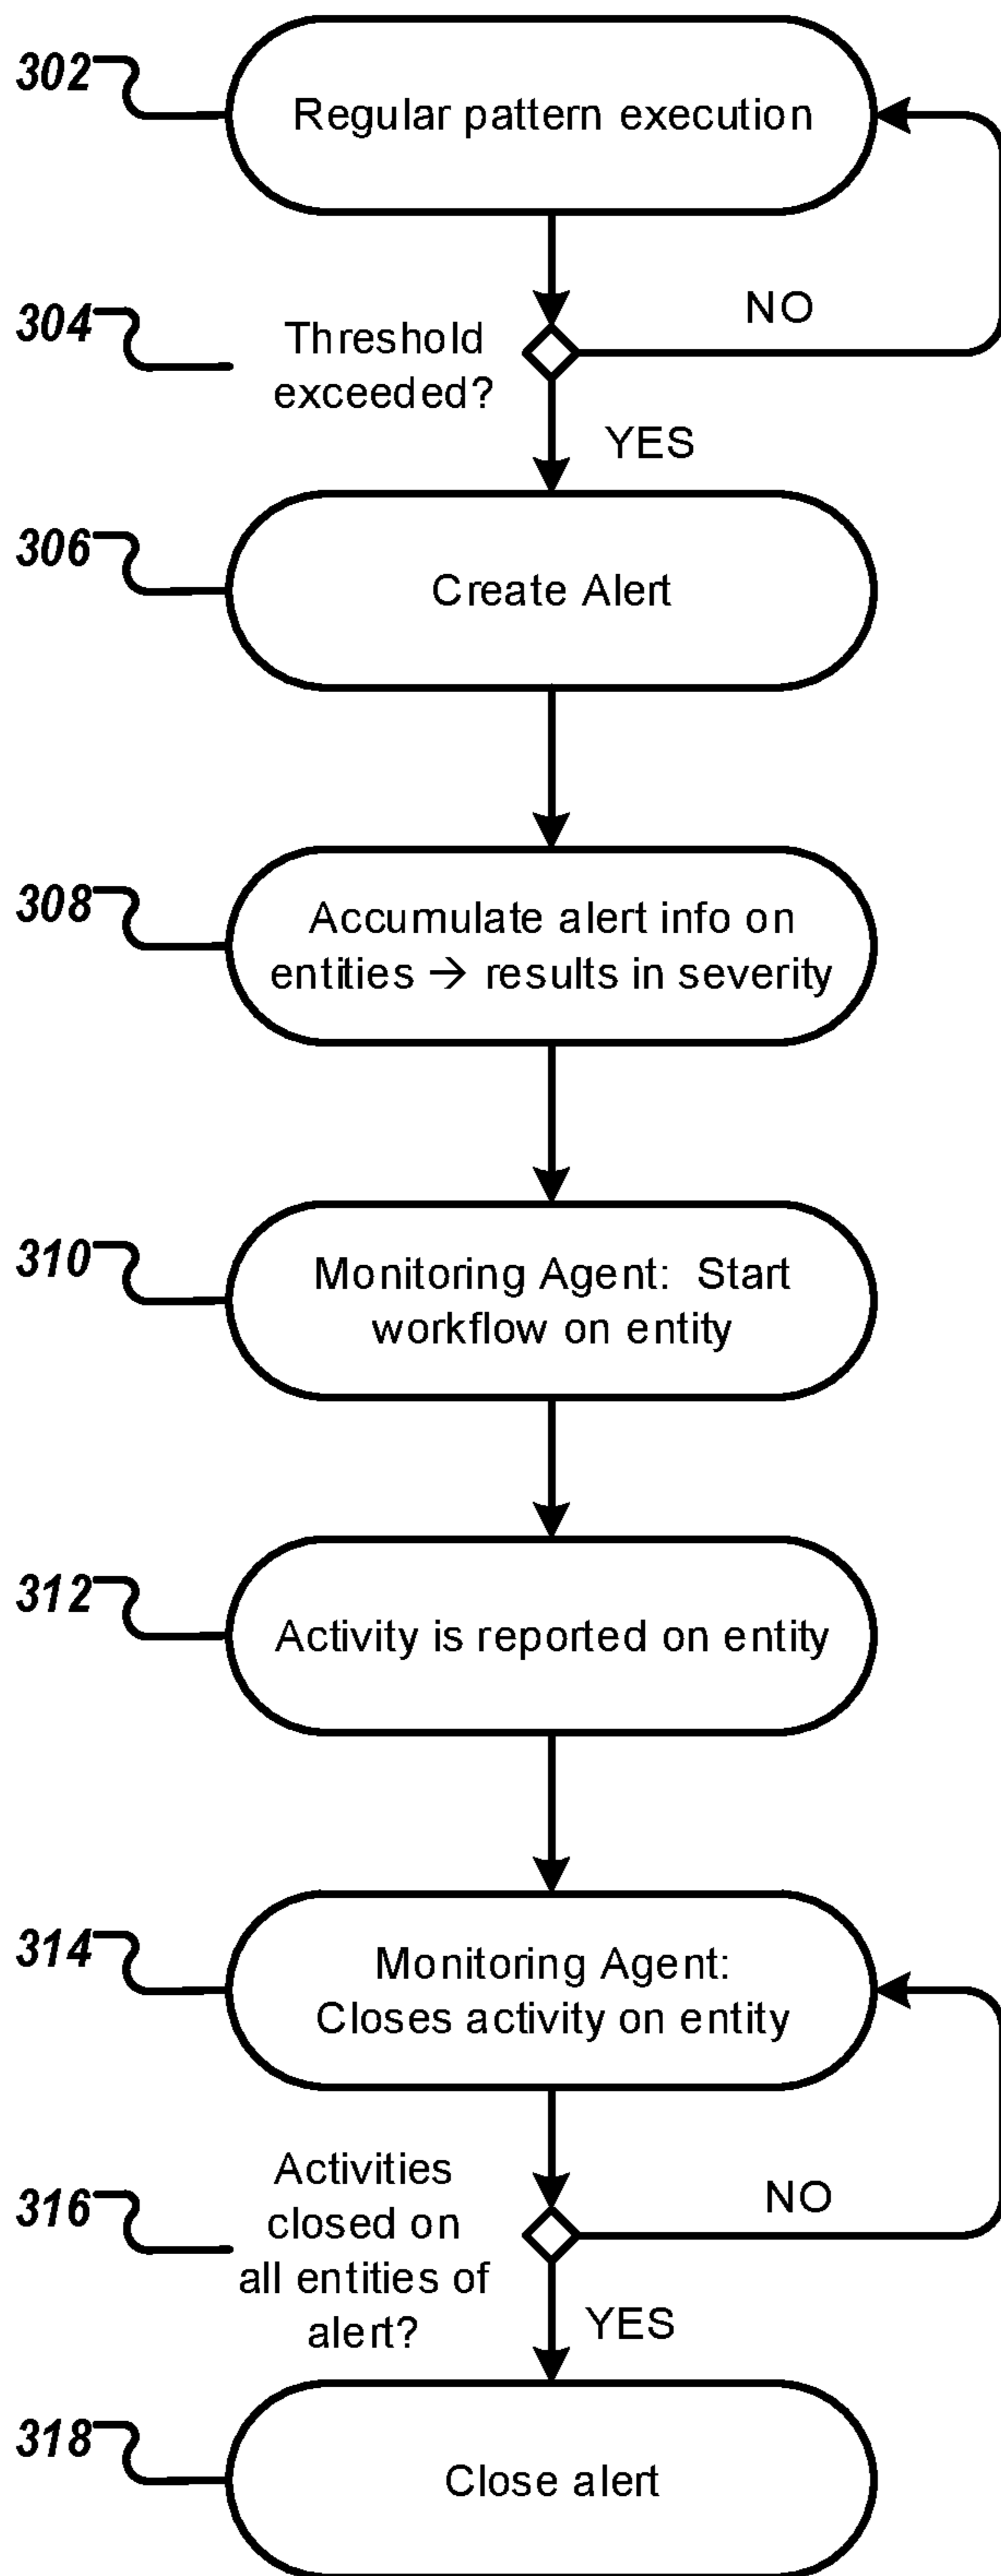 302
Regular pattern execution
304
Threshold
exceeded?
NO
YES
306
Create Alert
308
Accumulate alert info on
entities → results in severity
310
Monitoring Agent: Start
workflow on entity
312
Activity is reported on entity
314
Monitoring Agent:
Closes activity on entity
316
Activities
closed on
all entities of
alert?
NO
YES
318
Close alert